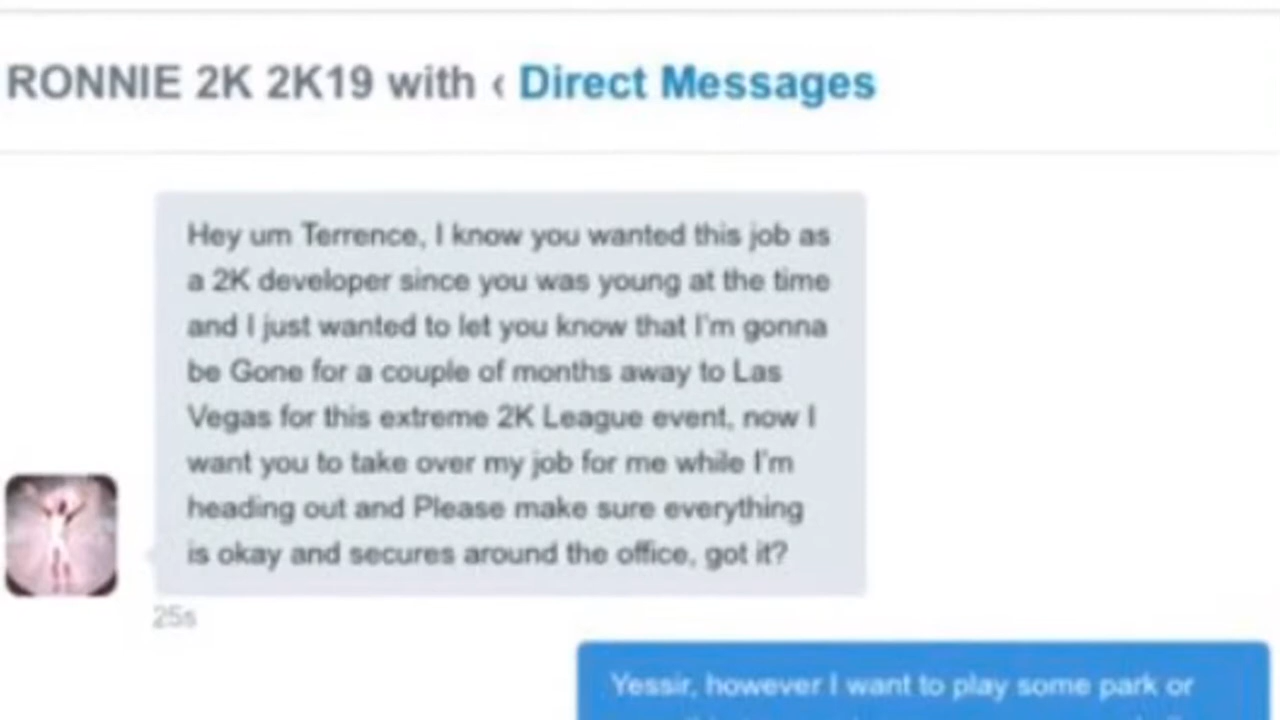 RONNIE 2K 2K19 with ‹ Direct Messages
Hey um Terrence, I know you wanted this job as
a 2K developer since you was young at the time
and I just wanted to let you know that I'm gonna
be Gone for a couple of months away to Las
Vegas for this extreme 2K League event, now I
want you to take over my job for me while I'm
heading out and Please make sure everything
is okay and secures around the office, got it?
25s
Yessir, however I want to play some park or